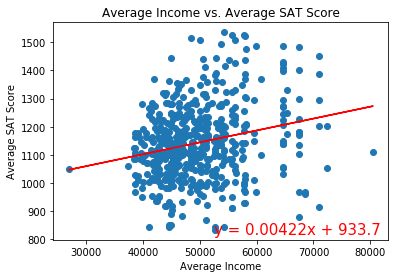 Average Income vs. Average SAT Score
1500
1400
1300
1200
1100
1000
900
800
Average SAT Score
y = 0.00422x + 933.7
30000 40000 50000 60000 70000 80000
Average Income